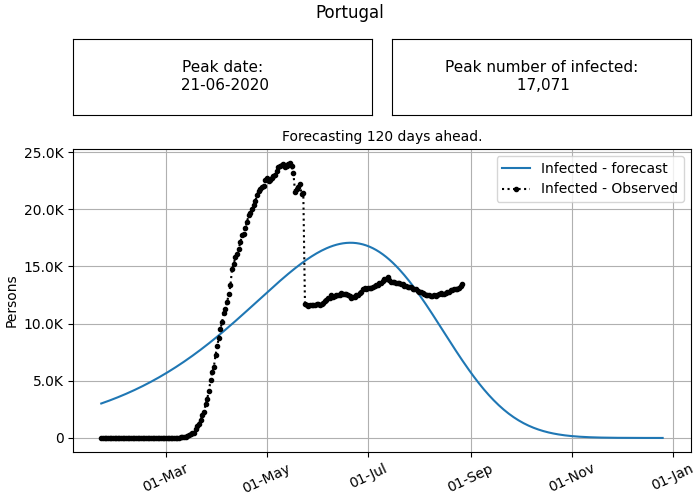 Portugal
Peak date:
21-06-2020
Peak number of infected:
17,071
Forecasting 120 days ahead.
25.0K
20.0K
15.0K
10.0K
5.0K
0
Persons
Infected - forecast
Infected - Observed
01-Mar
01-May
01-Jul
01-Sep
01-Nov
01-Jan